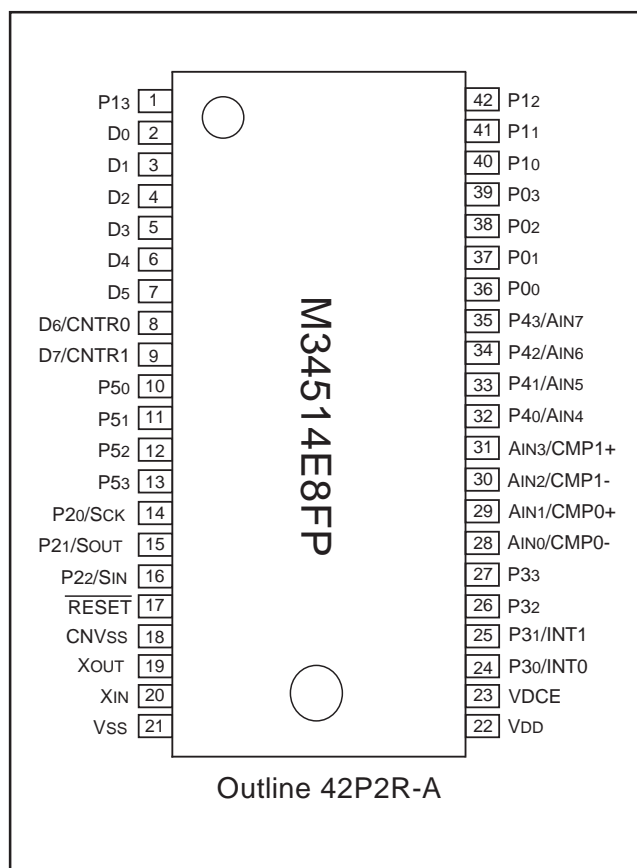 P13 1 42 P12
D0 2 41 P11
D1 3 40 P10
D2 4 39 P03
D3 5 38 P02
D4 6 37 P01
D5 7 36 P00
D6/CNTR0 8 35 P43/AIN7
D7/CNTR1 9 34 P42/AIN6
P50 10 33 P41/AIN5
P51 11 32 P40/AIN4
P52 12 31 AIN3/CMP1+
P53 13 30 AIN2/CMP1-
P20/SCK 14 29 AIN1/CMP0+
P21/SOUT 15 28 AIN0/CMP0-
P22/SIN 16 27 P33
RESET 17 26 P32
CNVSS 18 25 P31/INT1
XOUT 19 24 P30/INT0
XIN 20 23 VDCE
VSS 21 22 VDD
M34514E8FP
Outline 42P2R-A